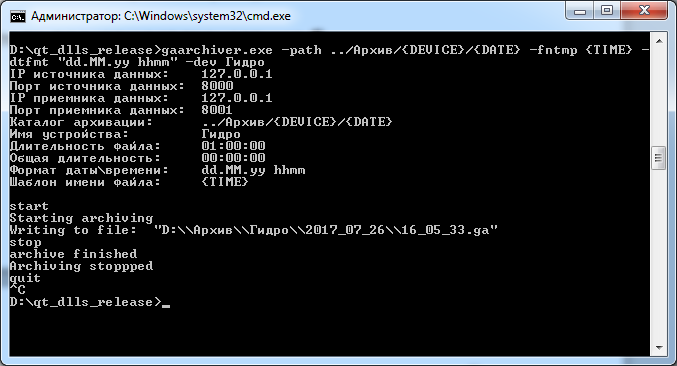 Администратор: C:\Windows\system32\cmd.exe
D:\qt_dlls_release>gaarchiver.exe -path ../Архив/{DEVICE}/{DATE} -fntmp {TIME} -
dtfmt "dd.MM.yy hhmm" -dev Гидро
IP источника данных: 127.0.0.1
Порт источника данных: 8000
IP приемника данных: 127.0.0.1
Порт приемника данных: 8001
Каталог архивации: ../Архив/{DEVICE}/{DATE}
Имя устройства: Гидро
Длительность файла: 01:00:00
Общая длительность: 00:00:00
Формат даты\времени: dd.MM.yy hhmm
Шаблон имени файла: {TIME}
start
Starting archiving
Writing to file: "D:\\Архив\\Гидро\\2017_07_26\\16_05_33.ga"
stop
archive finished
Archiving stoppped
quit
^C
D:\qt_dlls_release>_